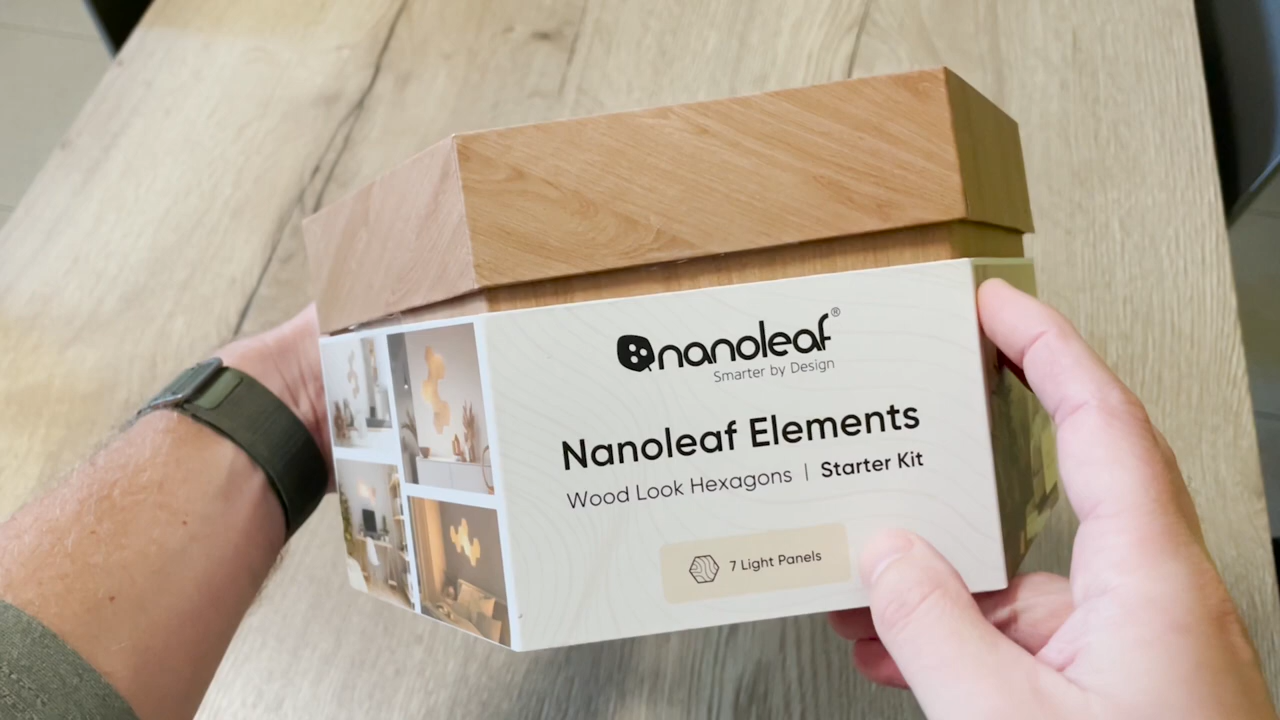 nanoleaf®
Smarter by Design
Nanoleaf Elements
Wood Look Hexagons | Starter Kit
7 Light Panels